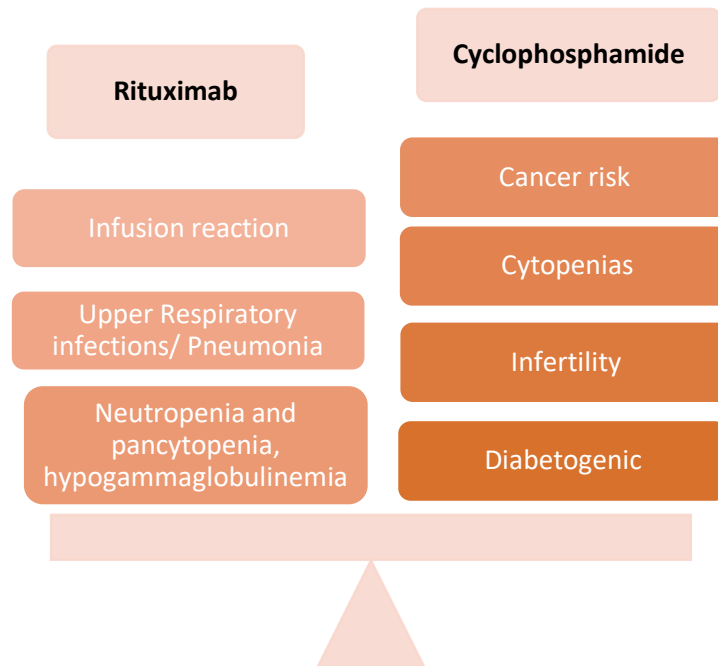 Rituximab
Infusion reaction
Upper Respiratory
infections/ Pneumonia
Neutropenia and
pancytopenia,
hypogammaglobulinemia
Cyclophosphamide
Cancer risk
Cytopenias
Infertility
Diabetogenic